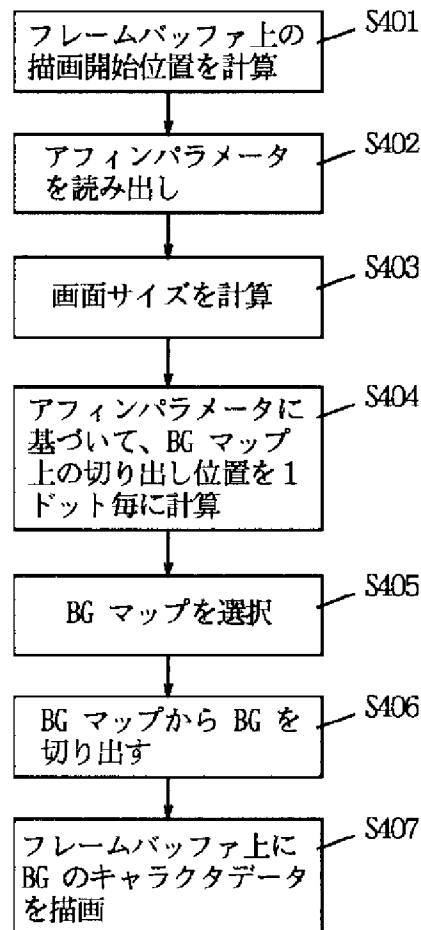 フレームバッファ上の
描画開始位置を計算
S401
アフィンパラメータ
を読み出し
S402
画面サイズを計算
S403
アフィンパラメータに
基づいて、BG マップ
上の切り出し位置を1
ドット毎に計算
S404
BG マップを選択
S405
BG マップから BG を
切り出す
S406
フレームバッファ上に
BG のキャラクタデータ
を描画
S407